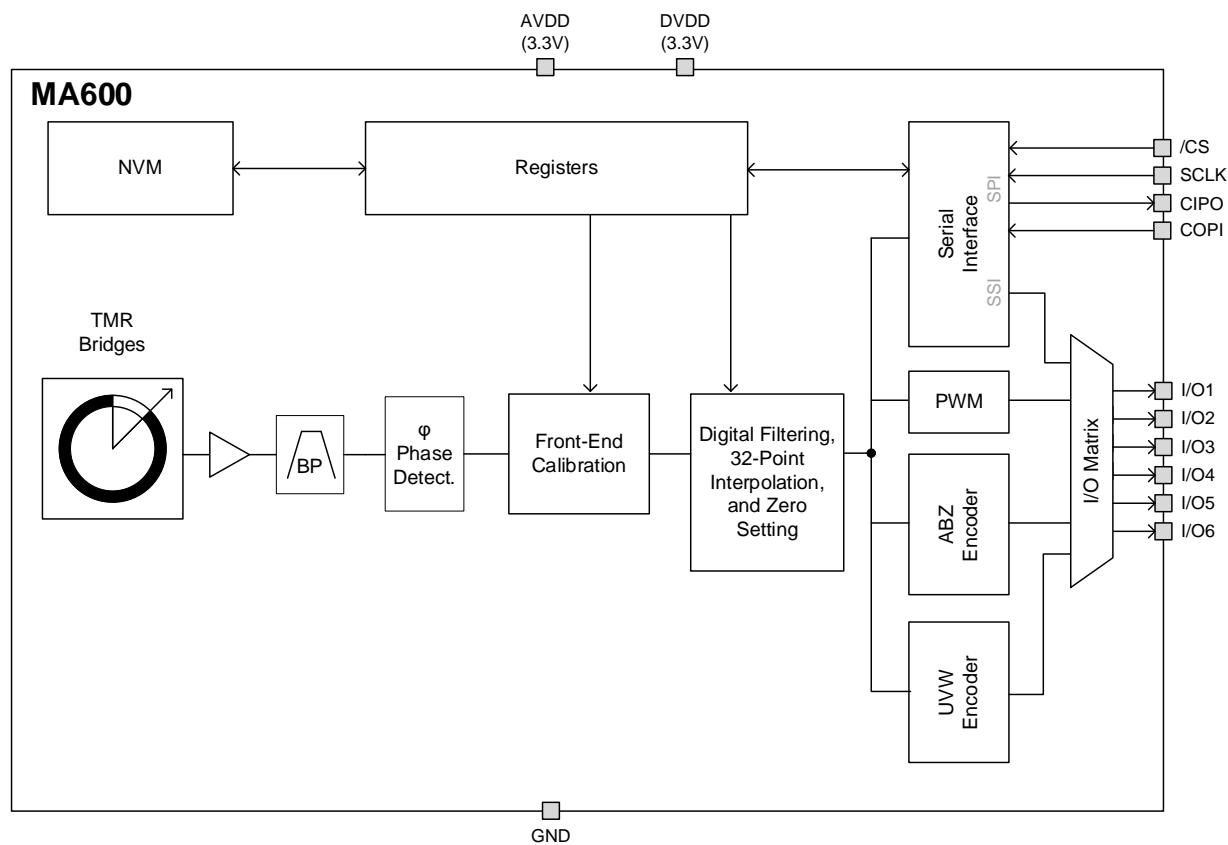 AVDD
(3.3V)
DVDD
(3.3V)
MA600
NVM
Registers
Serial
Interface
SPI
SSI
/CS
SCLK
CIPO
COPI
TMR
Bridges
BP
φ
Phase
Detect.
Front-End
Calibration
Digital Filtering,
32-Point
Interpolation,
and Zero
Setting
PWM
ABZ
Encoder
UVW
Encoder
I/O Matrix
I/O1
I/O2
I/O3
I/O4
I/O5
I/O6
GND